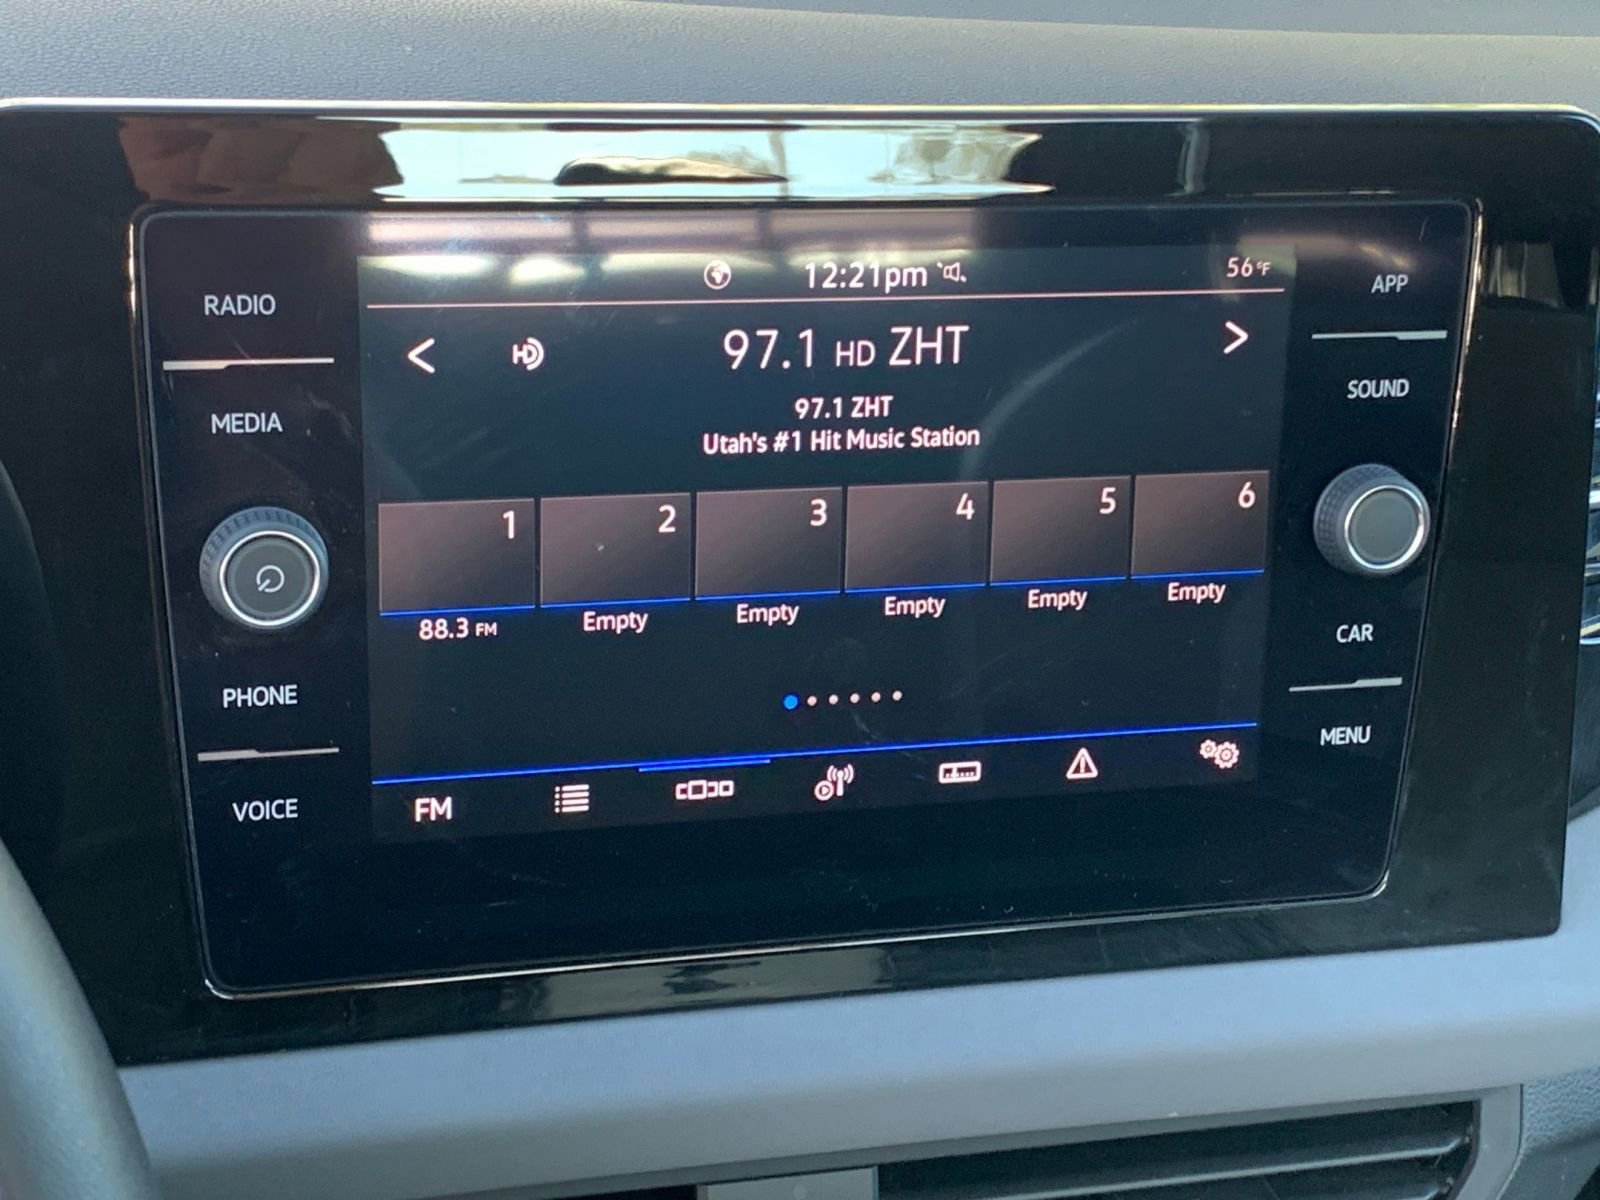 12:21pm
56°F
RADIO
MEDIA
PHONE
VOICE
HD
97.1 HD ZHT
97.1 ZHT
Utah's #1 Hit Music Station
1
2
3
4
5
6
88.3 FM
Empty
Empty
Empty
Empty
Empty
FM
APP
SOUND
CAR
MENU